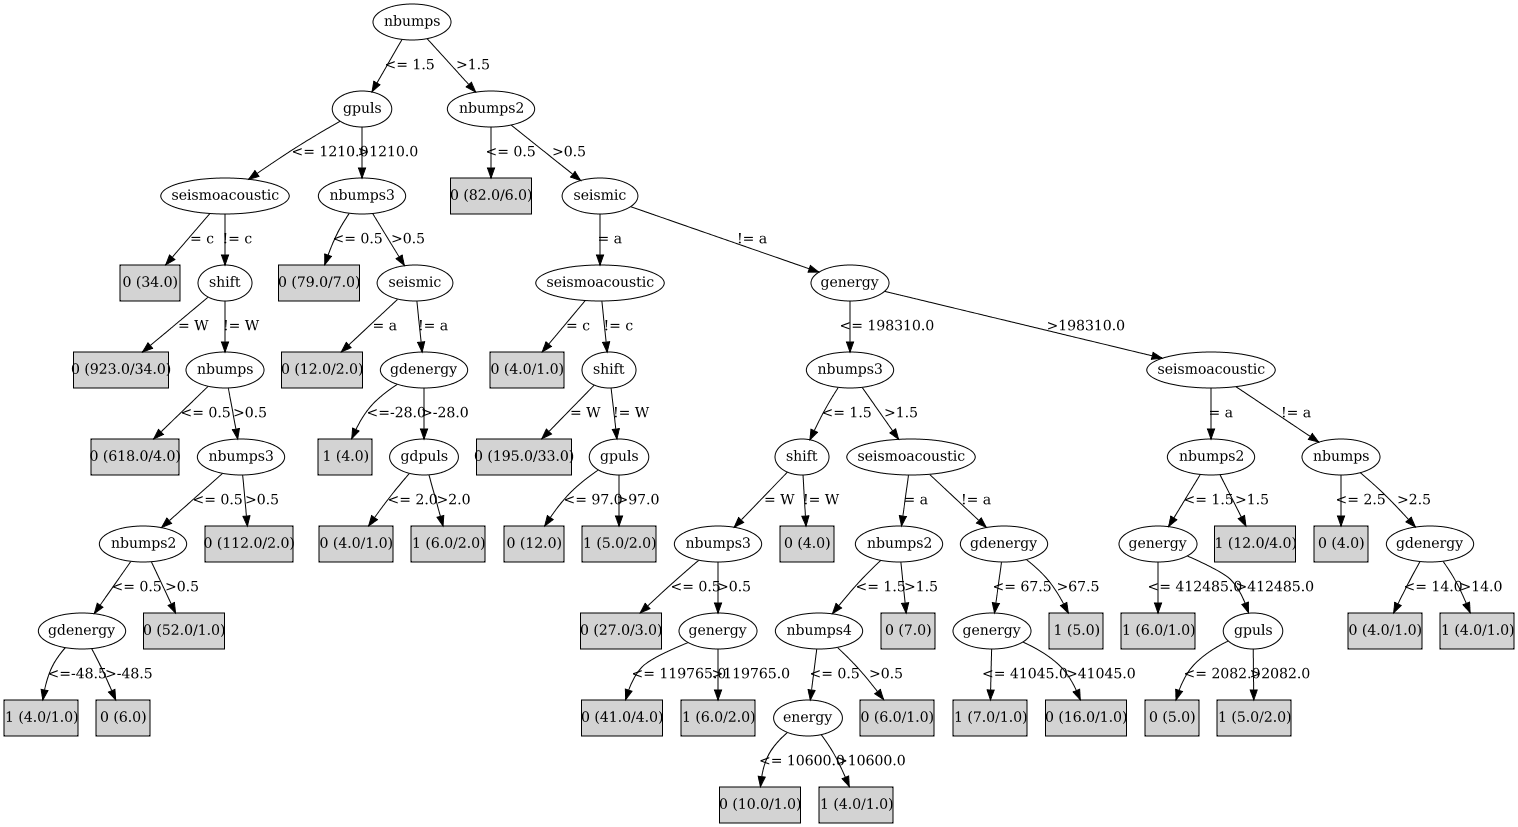 nbumps
<= 1.5 >1.5
gpuls nbumps2
<= 1210.0 >1210.0 <= 0.5 >0.5
seismoacoustic nbumps3 0 (82.0/6.0) seismic
= c != c <= 0.5 >0.5 = a != a
0 (34.0) shift 0 (79.0/7.0) seismic seismoacoustic genergy
= W != W = a != a = c != c <= 198310.0 >198310.0
0 (923.0/34.0) nbumps 0 (12.0/2.0) gdenergy 0 (4.0/1.0) shift nbumps3 seismoacoustic
<= 0.5 >0.5 <=-28.0 >-28.0 = W != W <= 1.5 >1.5 = a != a
0 (618.0/4.0) nbumps3 1 (4.0) gdpuls 0 (195.0/33.0) gpuls shift seismoacoustic nbumps2 nbumps
<= 0.5 >0.5 <= 2.0 >2.0 <= 97.0 >97.0 = W != W = a != a <= 1.5 >1.5 <= 2.5 >2.5
nbumps2 0 (112.0/2.0) 0 (4.0/1.0) 1 (6.0/2.0) 0 (12.0) 1 (5.0/2.0) nbumps3 0 (4.0) nbumps2 gdenergy genergy 1 (12.0/4.0) 0 (4.0) gdenergy
<= 0.5 >0.5 <= 0.5 >0.5 <= 1.5 >1.5 <= 67.5 >67.5 <= 412485.0 >412485.0 <= 14.0 >14.0
gdenergy 0 (52.0/1.0) 0 (27.0/3.0) genergy nbumps4 0 (7.0) genergy 1 (5.0) 1 (6.0/1.0) gpuls 0 (4.0/1.0) 1 (4.0/1.0)
<=-48.5 >-48.5 <= 119765.0 >119765.0 <= 0.5 >0.5 <= 41045.0 >41045.0 <= 2082.0 >2082.0
1 (4.0/1.0) 0 (6.0) 0 (41.0/4.0) 1 (6.0/2.0) energy 0 (6.0/1.0) 1 (7.0/1.0) 0 (16.0/1.0) 0 (5.0) 1 (5.0/2.0)
<= 10600.0 >10600.0
0 (10.0/1.0) 1 (4.0/1.0)